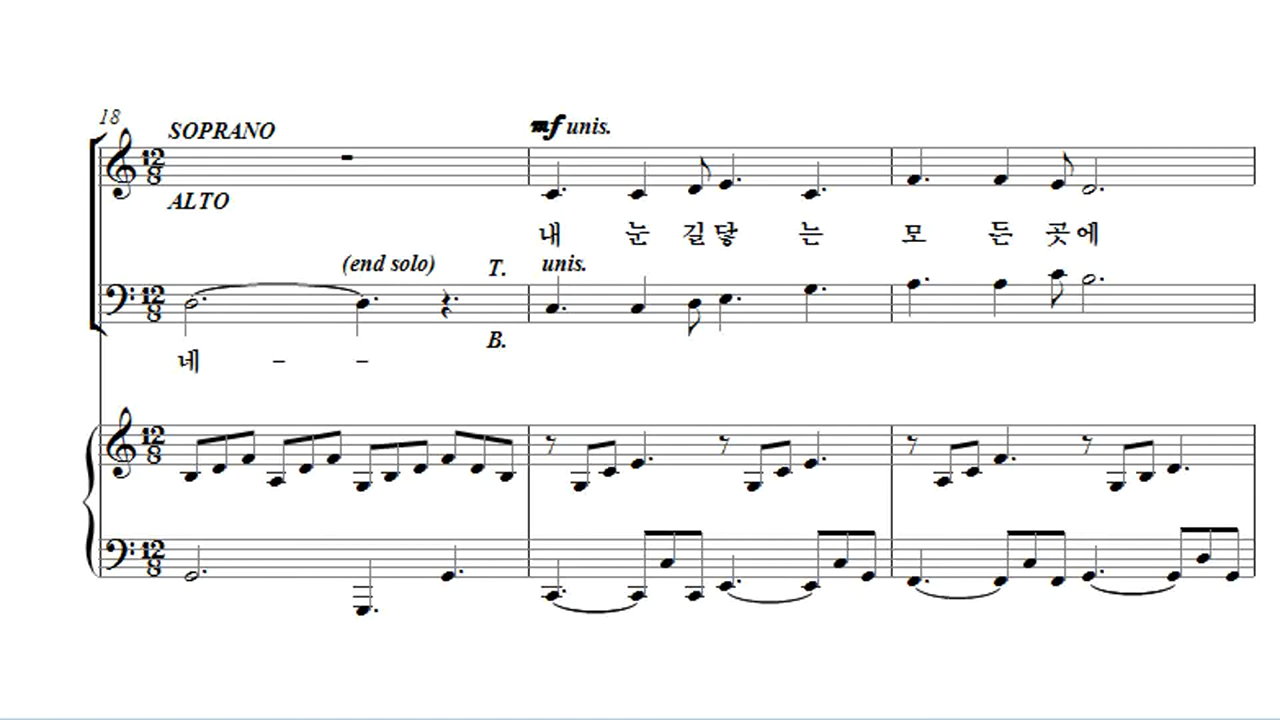 18
SOPRANO
mf unis.
ALTO
내 눈 길 닿 는 모 든 곳 에
(end solo) T. unis.
B.
네 - -